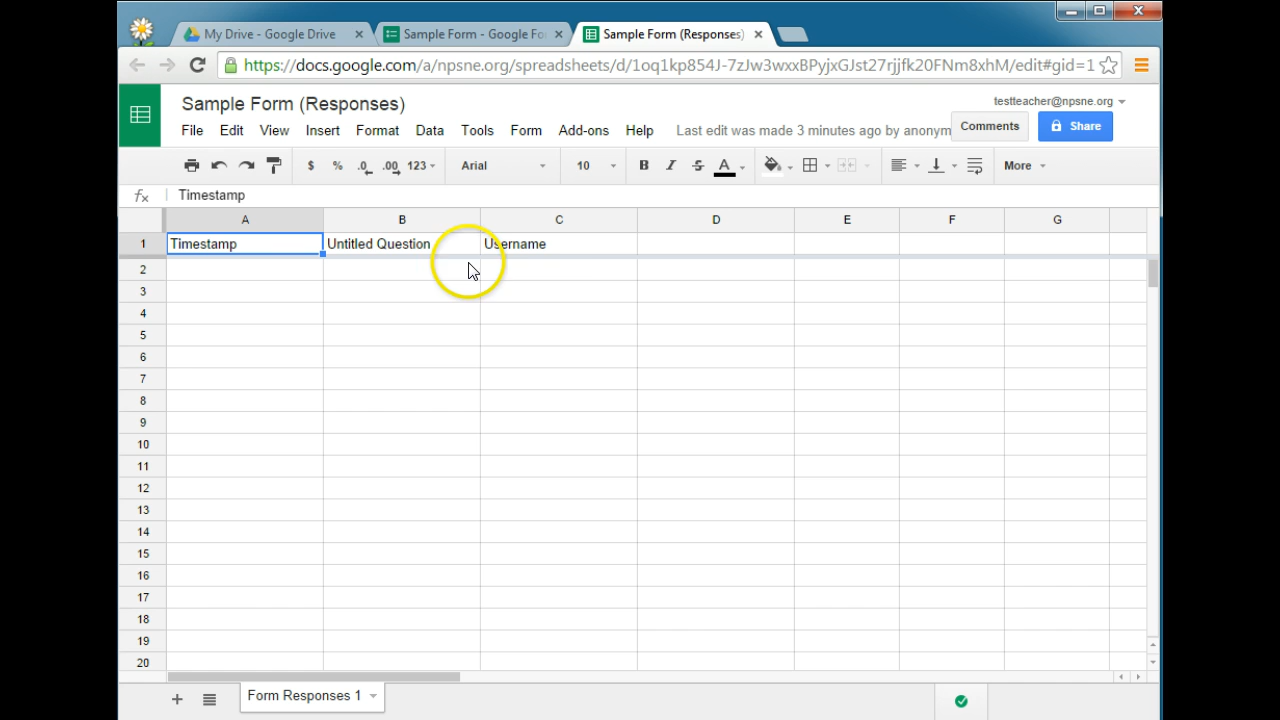 My Drive - Google Drive
Sample Form - Google Fo
Sample Form (Responses)
https://docs.google.com/a/npsne.org/spreadsheets/d/1oq1kp854J-7zJw3wxxBPyjxGJst27rjjfk20FNm8xhM/edit#gid=1
Sample Form (Responses)
testteacher@npsne.org
File Edit View Insert Format Data Tools Form Add-ons Help Last edit was made 3 minutes ago by anonym
Comments
Share
$ % .0 .00 123 Arial 10 B I S A More
fx Timestamp
A B C D E F G
1 Timestamp Untitled Question Username
2
3
4
5
6
7
8
9
10
11
12
13
14
15
16
17
18
19
20
+ Form Responses 1